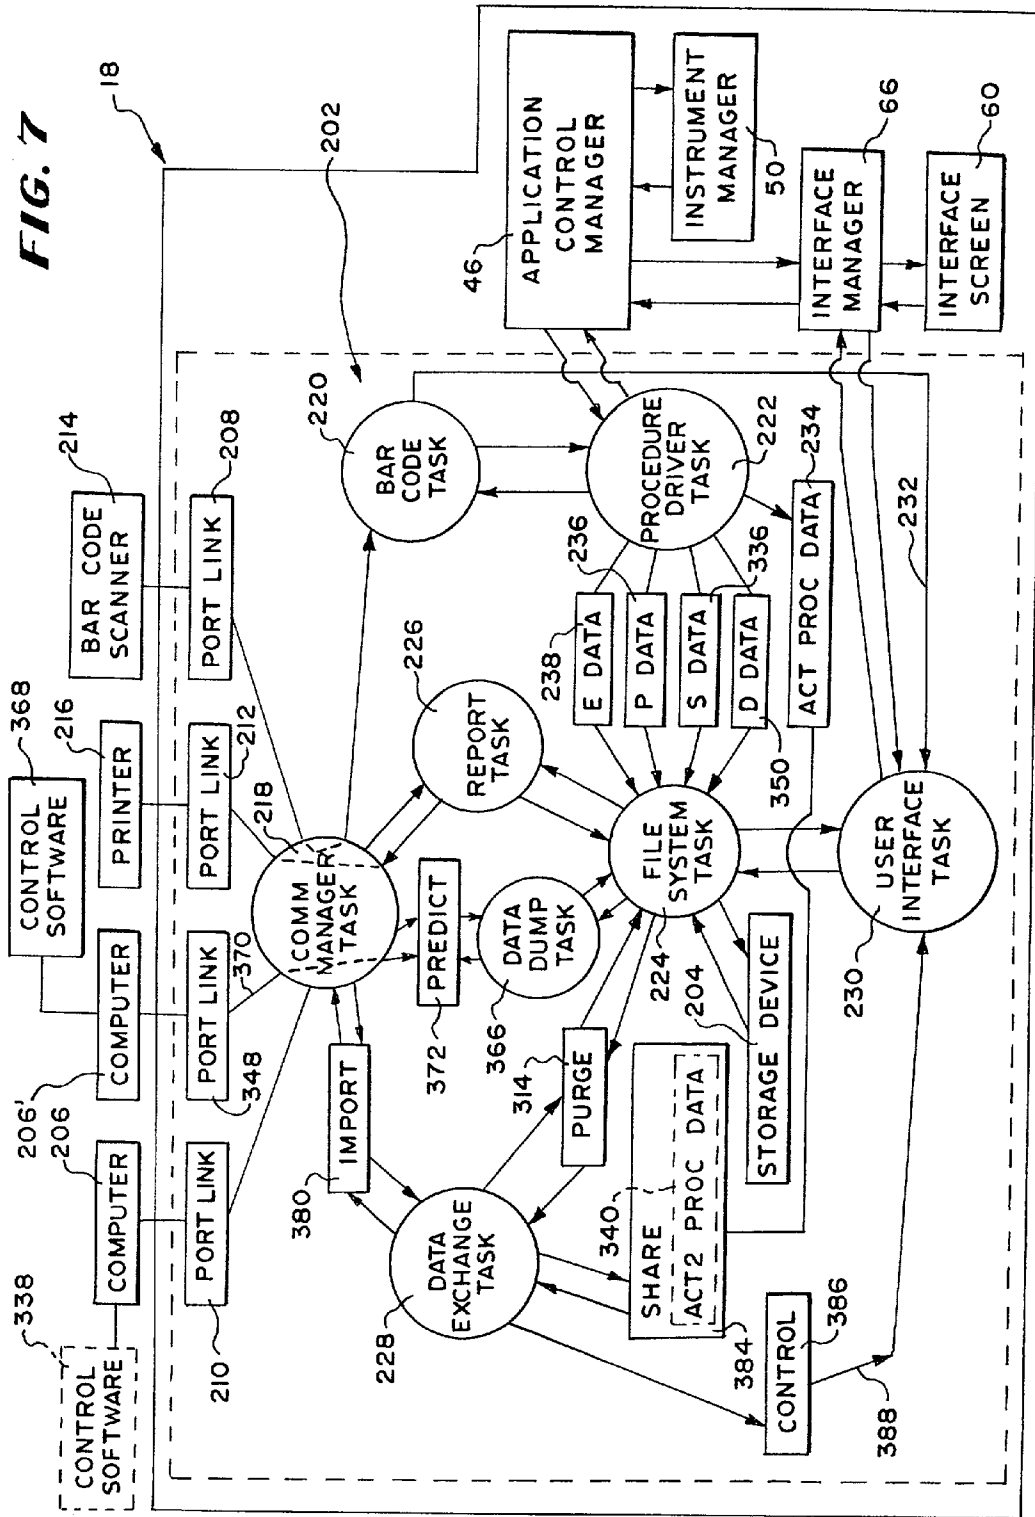 FIG. 7
18
202
338
CONTROL
SOFTWARE
206
COMPUTER
206'
COMPUTER
368
CONTROL
SOFTWARE
216
PRINTER
214
BAR CODE
SCANNER
210
PORT LINK
348
PORT LINK
370
212
PORT LINK
208
PORT LINK
218
COMM
MANAGER
TASK
220
BAR
CODE
TASK
46
APPLICATION
CONTROL
MANAGER
INSTRUMENT
MANAGER
50
INTERFACE
MANAGER
66
INTERFACE
SCREEN
60
380
IMPORT
372
PREDICT
226
REPORT
TASK
228
DATA
EXCHANGE
TASK
366
DATA
DUMP
TASK
314
PURGE
238
E DATA
236
P DATA
S DATA
336
D DATA
350
PROCEDURE
DRIVER
TASK
222
ACT PROC DATA
234
FILE
SYSTEM
TASK
224
204
STORAGE DEVICE
SHARE
340
ACT2 PROC DATA
384
CONTROL
386
388
USER
INTERFACE
TASK
230
232